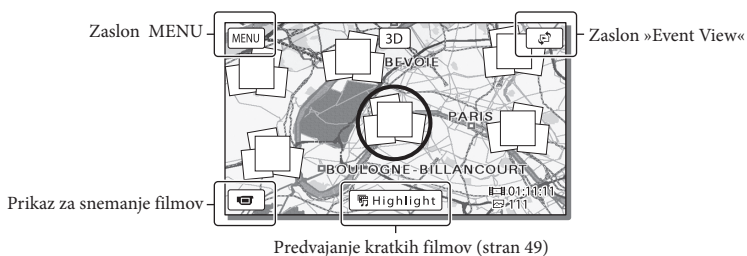 Zaslon MENU
MENU
3D
Zaslon »Event View«
BEVOIE
PARIS
BOULOGNE-BILLANCOURT
Prikaz za snemanje filmov
Highlight
01:11:11
111
Predvajanje kratkih filmov (stran 49)